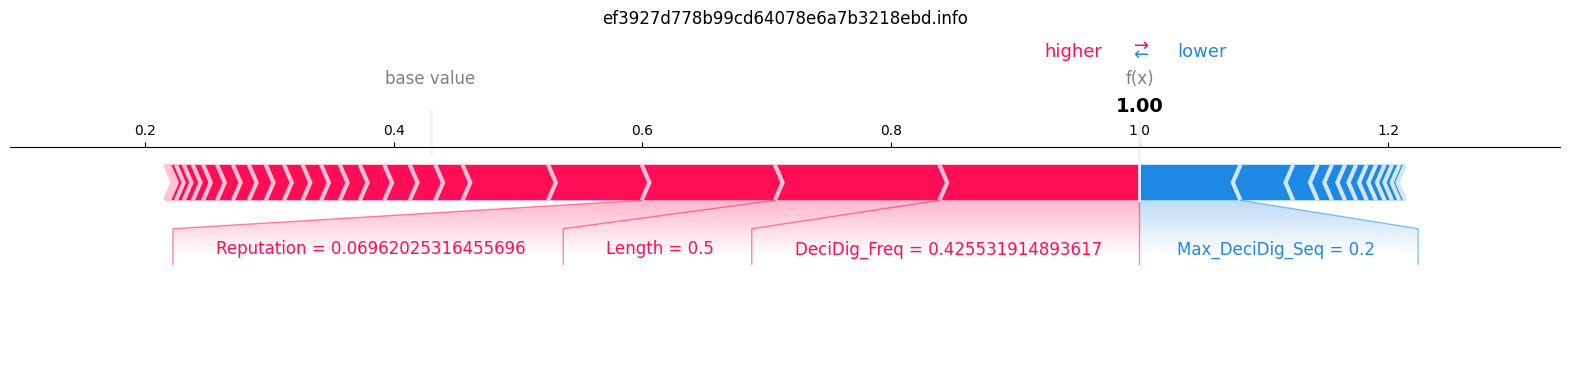 ef3927d778b99cd64078e6a7b3218ebd.info
higher ⇄ lower
base value f(x)
1.00
0.2 0.4 0.6 0.8 1.0 1.2
Reputation = 0.06962025316455696 Length = 0.5 DeciDig_Freq = 0.425531914893617 Max_DeciDig_Seq = 0.2